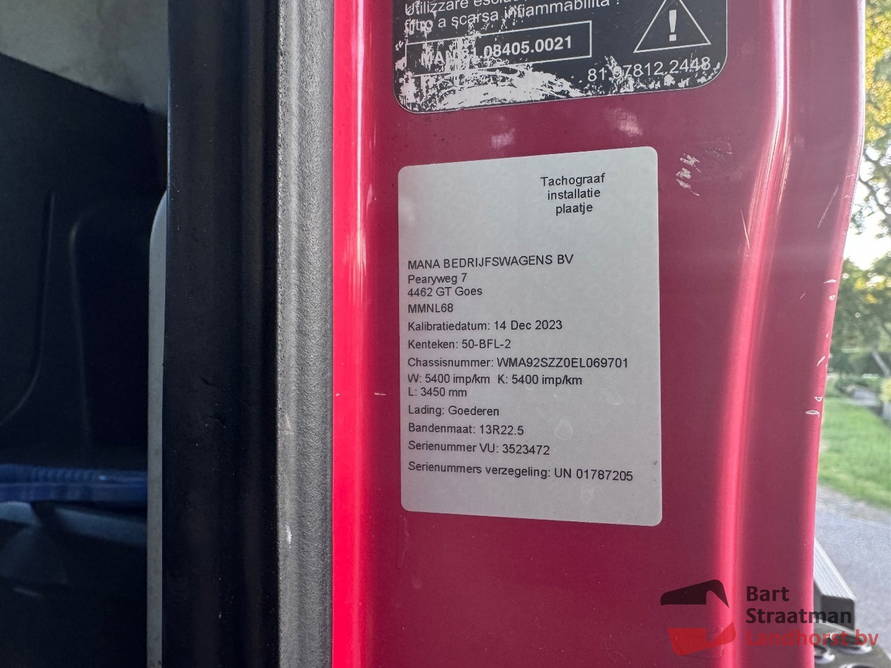 Utilizzare
filtro a scarsa infiammabilità !
08405.0021
81.97812.2448
Tachograaf
installatie
plaatje
MANA BEDRIJFSWAGENS BV
Pearyweg 7
4462 GT Goes
MMNL68
Kalibratiedatum: 14 Dec 2023
Kenteken: 50-BFL-2
Chassisnummer: WMA92SZZ0EL069701
W: 5400 imp/km K: 5400 imp/km
L: 3450 mm
Lading: Goederen
Bandenmaat: 13R22.5
Serienummer VU: 3523472
Serienummers verzegeling: UN 01787205
Bart
Straatman
Lendhorst bv